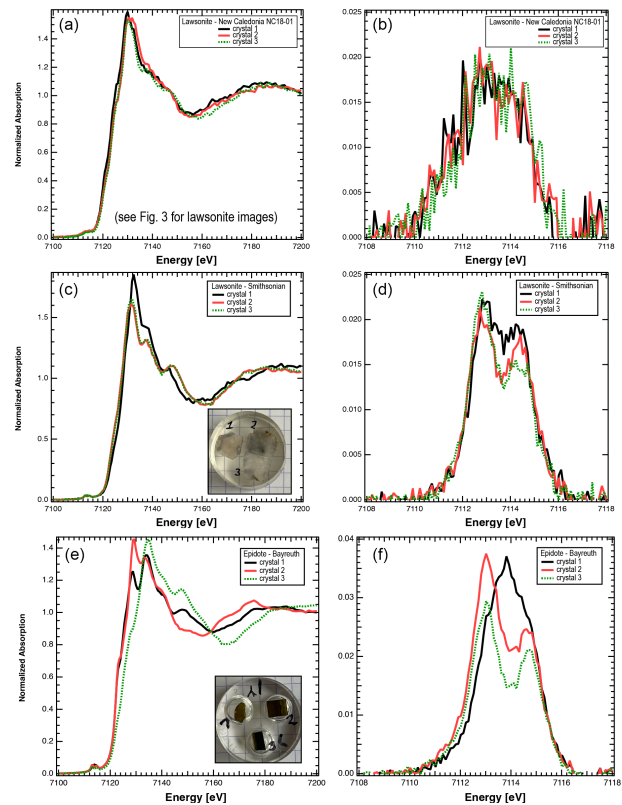 (a)
Lawsonite - New Caledonia NC18-01
crystal 1
crystal 2
crystal 3
Normalized Absorption
1.6
1.4
1.2
1.0
0.8
0.6
0.4
0.2
0.0
(see Fig. 3 for lawsonite images)
7100 7120 7140 7160 7180 7200
Energy [eV]
(b)
Lawsonite - New Caledonia NC18-01
crystal 1
crystal 2
crystal 3
0.025
0.020
0.015
0.010
0.005
0.000
7108 7110 7112 7114 7116 7118
Energy [eV]
(c)
Lawsonite - Smithsonian
crystal 1
crystal 2
crystal 3
Normalized Absorption
1.5
1.0
0.5
0.0
1 2
3
7100 7120 7140 7160 7180 7200
Energy [eV]
(d)
Lawsonite - Smithsonian
crystal 1
crystal 2
crystal 3
0.025
0.020
0.015
0.010
0.005
0.000
7108 7110 7112 7114 7116 7118
Energy [eV]
(e)
Epidote - Bayreuth
crystal 1
crystal 2
crystal 3
Normalized Absorption
1.4
1.2
1.0
0.8
0.6
0.4
0.2
0.0
7100 7120 7140 7160 7180 7200
Energy [eV]
(f)
Epidote - Bayreuth
crystal 1
crystal 2
crystal 3
0.04
0.03
0.02
0.01
0.00
7108 7110 7112 7114 7116 7118
Energy [eV]